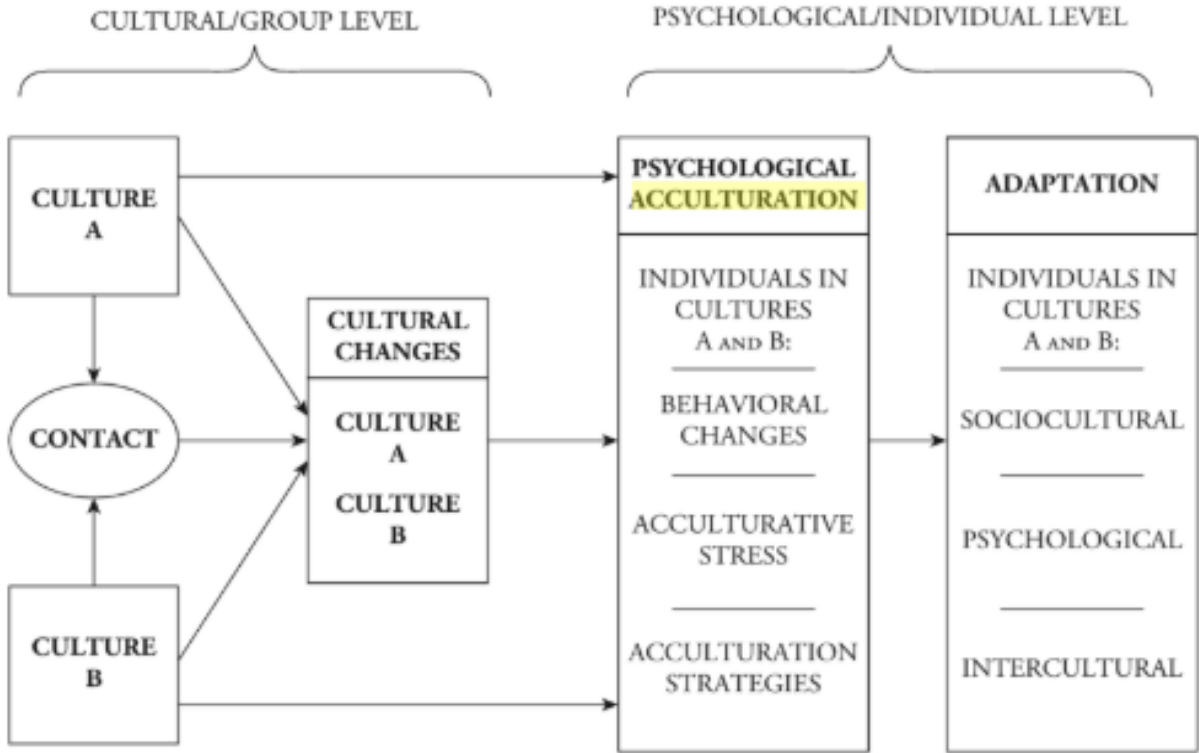 CULTURAL/GROUP LEVEL
PSYCHOLOGICAL/INDIVIDUAL LEVEL
CULTURE
A
CONTACT
CULTURE
B
CULTURAL
CHANGES
CULTURE
A
CULTURE
B
PSYCHOLOGICAL
ACCULTURATION
INDIVIDUALS IN
CULTURES
A AND B:
BEHAVIORAL
CHANGES
ACCULTURATIVE
STRESS
ACCULTURATION
STRATEGIES
ADAPTATION
INDIVIDUALS IN
CULTURES
A AND B:
SOCIOCULTURAL
PSYCHOLOGICAL
INTERCULTURAL